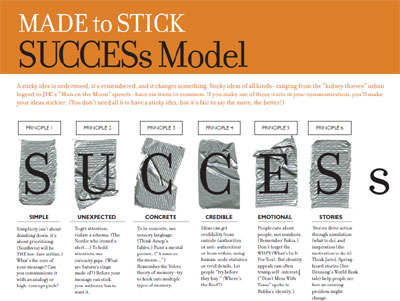 MADE to STICK
SUCCESs Model
A sticky idea is understood, it's remembered, and it changes something. Sticky ideas of all kinds—ranging from the "kidney thieves" urban
legend to JFK's "Man on the Moon" speech—have six traits in common. If you make use of these traits in your communication, you'll make
your ideas stickier. (You don't need all 6 to have a sticky idea, but it's fair to say the more, the better!)
PRINCIPLE 1
PRINCIPLE 2
PRINCIPLE 3
PRINCIPLE 4
PRINCIPLE 5
PRINCIPLE 6
S U C C E S s
SIMPLE
Simplicity isn't about
dumbing down, it's
about prioritizing.
(Southwest will be
THE low-fare airline.)
What's the core of
your message? Can
you communicate it
with an analogy or
high-concept pitch?
UNEXPECTED
To get attention,
violate a schema. (The
Nordie who ironed a
shirt...) To hold
attention, use
curiosity gaps. (What
are Saturn's rings
made of?) Before your
message can stick,
your audience has to
want it.
CONCRETE
To be concrete, use
sensory language.
(Think Aesop's
fables.) Paint a mental
picture. ("A man on
the moon...")
Remember the Velcro
theory of memory—try
to hook into multiple
types of memory.
CREDIBLE
Ideas can get
credibility from
outside (authorities
or anti-authorities) or
from within, using
human-scale statistics
or vivid details. Let
people "try before
they buy." (Where's
the Beef?)
EMOTIONAL
People care about
people, not numbers.
(Remember Rokia.)
Don't forget the
WIIFY (What's In It
For You). But identity
appeals can often
trump self-interest.
("Don't Mess With
Texas" spoke to
Bubba's identity.)
STORIES
Stories drive action
through simulation
(what to do) and
inspiration (the
motivation to do it).
Think Jared. Spring-
board stories (See
Denning's World Bank
tale) help people see
how an existing
problem might
change.